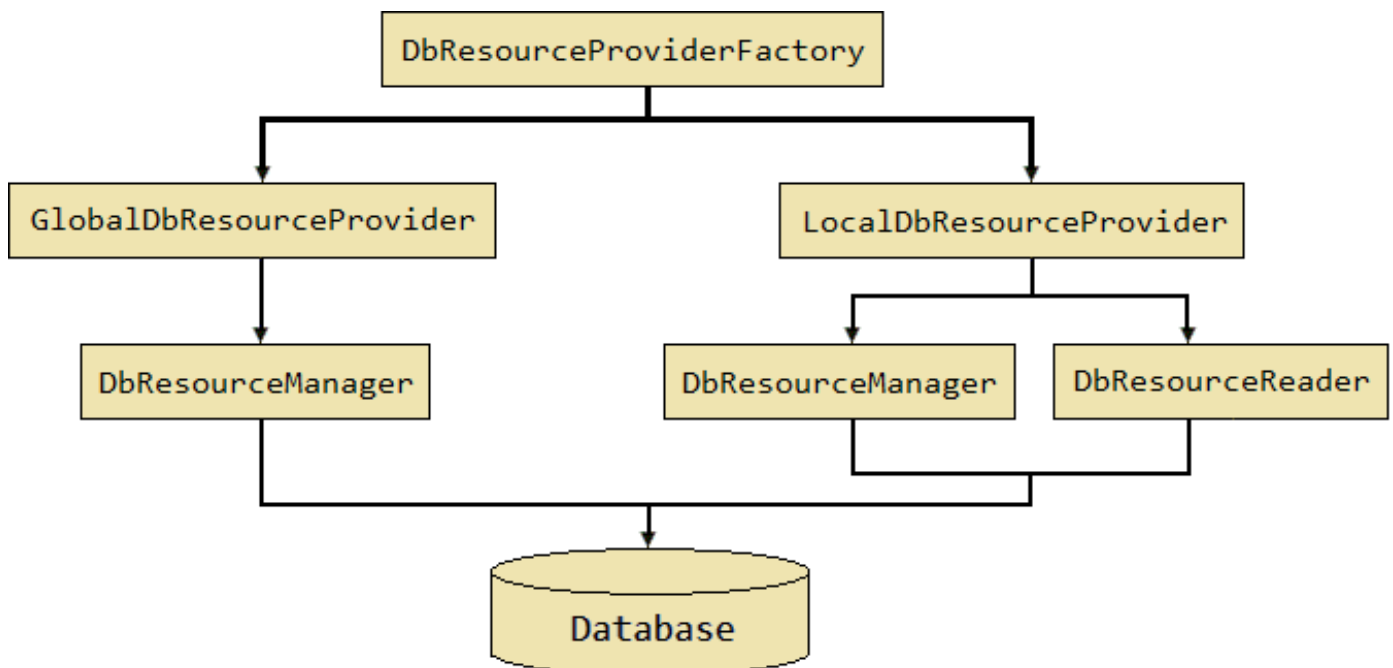 DbResourceProviderFactory
GlobalDbResourceProvider
LocalDbResourceProvider
DbResourceManager
DbResourceManager
DbResourceReader
Database